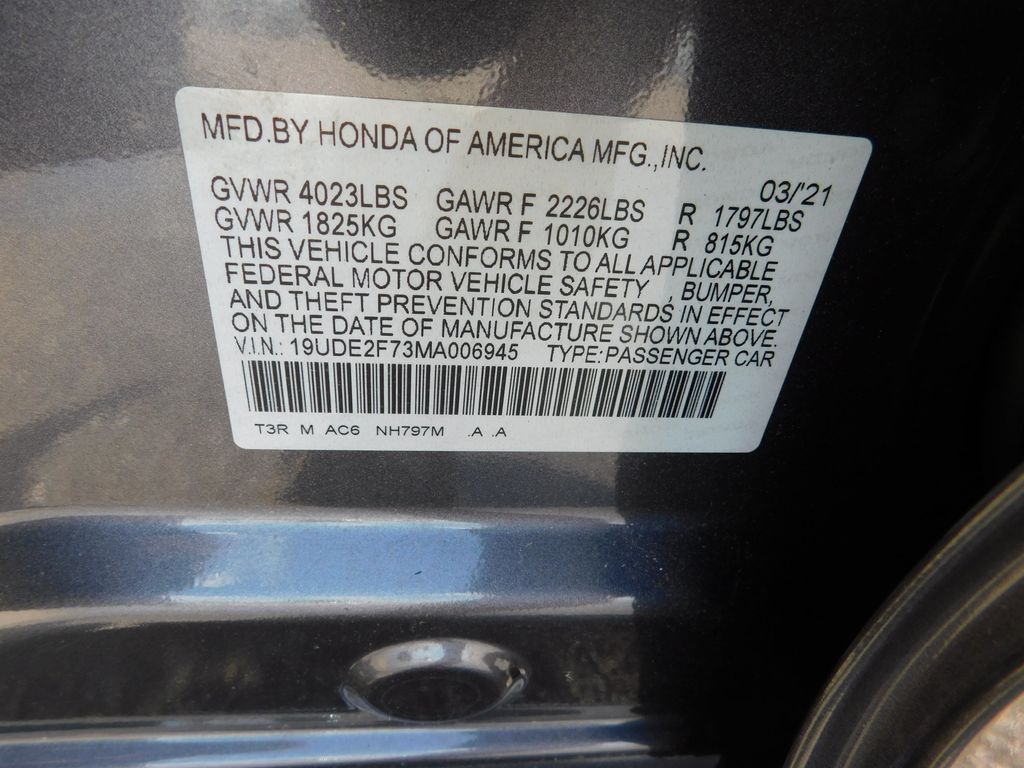 MFD.BY HONDA OF AMERICA MFG.,INC.
03/'21
GVWR 4023LBS GAWR F 2226LBS R 1797LBS
GVWR 1825KG GAWR F 1010KG R 815KG
THIS VEHICLE CONFORMS TO ALL APPLICABLE
FEDERAL MOTOR VEHICLE SAFETY , BUMPER,
AND THEFT PREVENTION STANDARDS IN EFFECT
ON THE DATE OF MANUFACTURE SHOWN ABOVE.
V.I.N.: 19UDE2F73MA006945 TYPE:PASSENGER CAR
T3R M AC6 NH797M .A .A